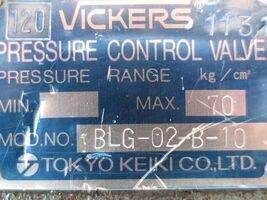 120 VICKERS 1131
PRESSURE CONTROL VALVE
PRESSURE RANGE kg/cm²
MIN. MAX. 70
MOD.NO. BLG-02-B-10
TOKYO KEIKI CO.,LTD.